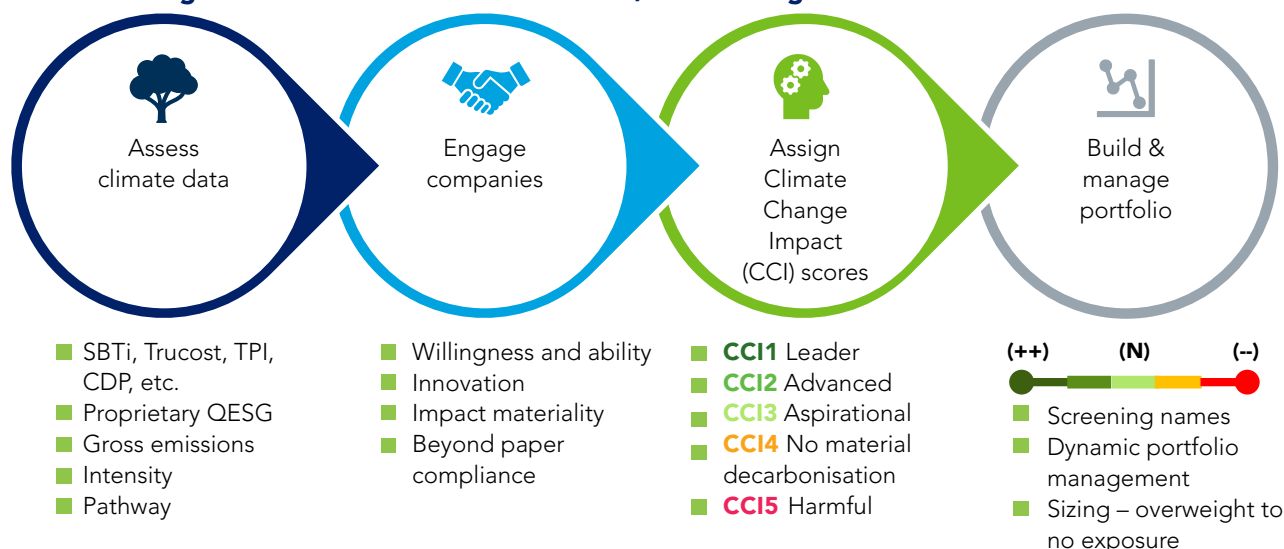 Assess
climate data
Engage
companies
Assign
Climate
Change
Impact
(CCI) scores
Build &
manage
portfolio
SBTi, Trucost, TPI,
CDP, etc.
Proprietary QESG
Gross emissions
Intensity
Pathway
Willingness and ability
Innovation
Impact materiality
Beyond paper
compliance
CCI1 Leader
CCI2 Advanced
CCI3 Aspirational
CCI4 No material
decarbonisation
CCI5 Harmful
(++) (N) (--)
Screening names
Dynamic portfolio
management
Sizing – overweight to
no exposure